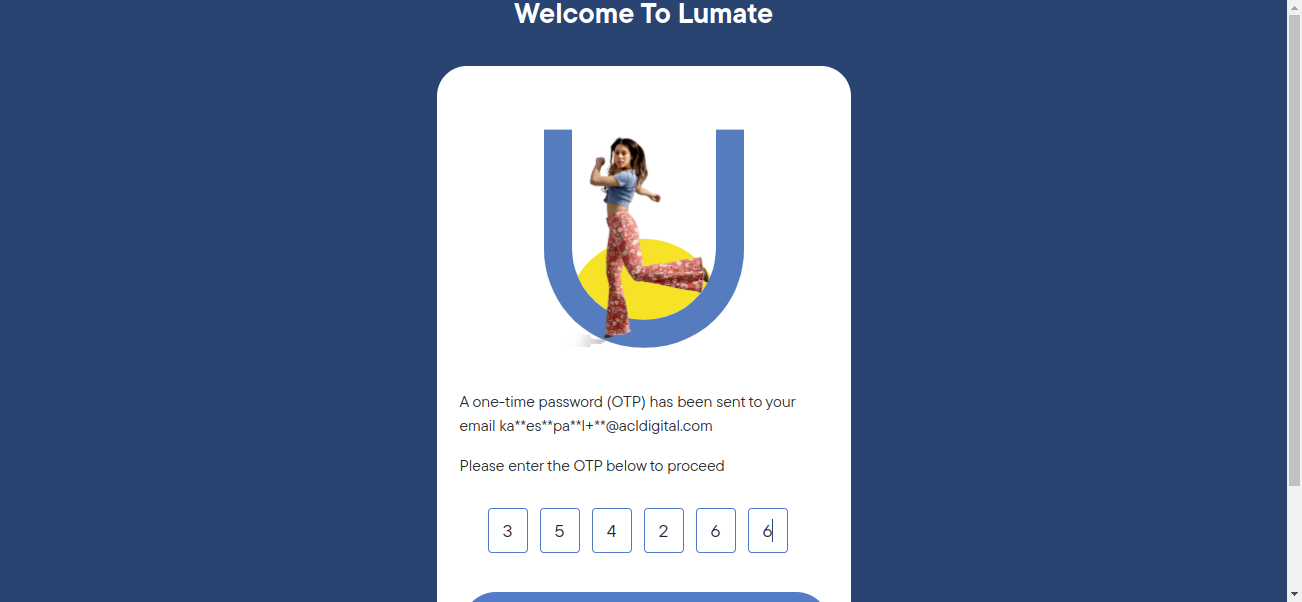 Welcome To Lumate
A one-time password (OTP) has been sent to your
email ka**es**pa**l+**@acldigital.com
Please enter the OTP below to proceed
3 5 4 2 6 6